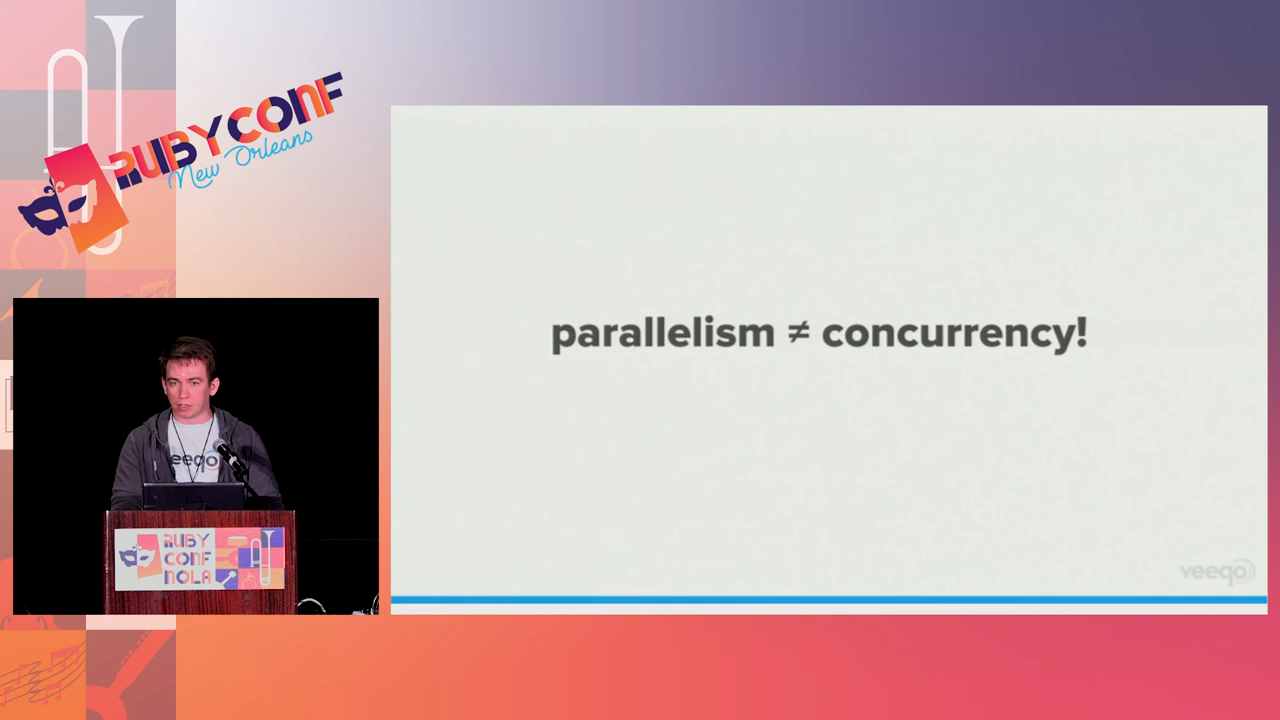 RUBYCONF
New Orleans
parallelism ≠ concurrency!
veeqo
veeqo
RUBY
CONF
NOLA